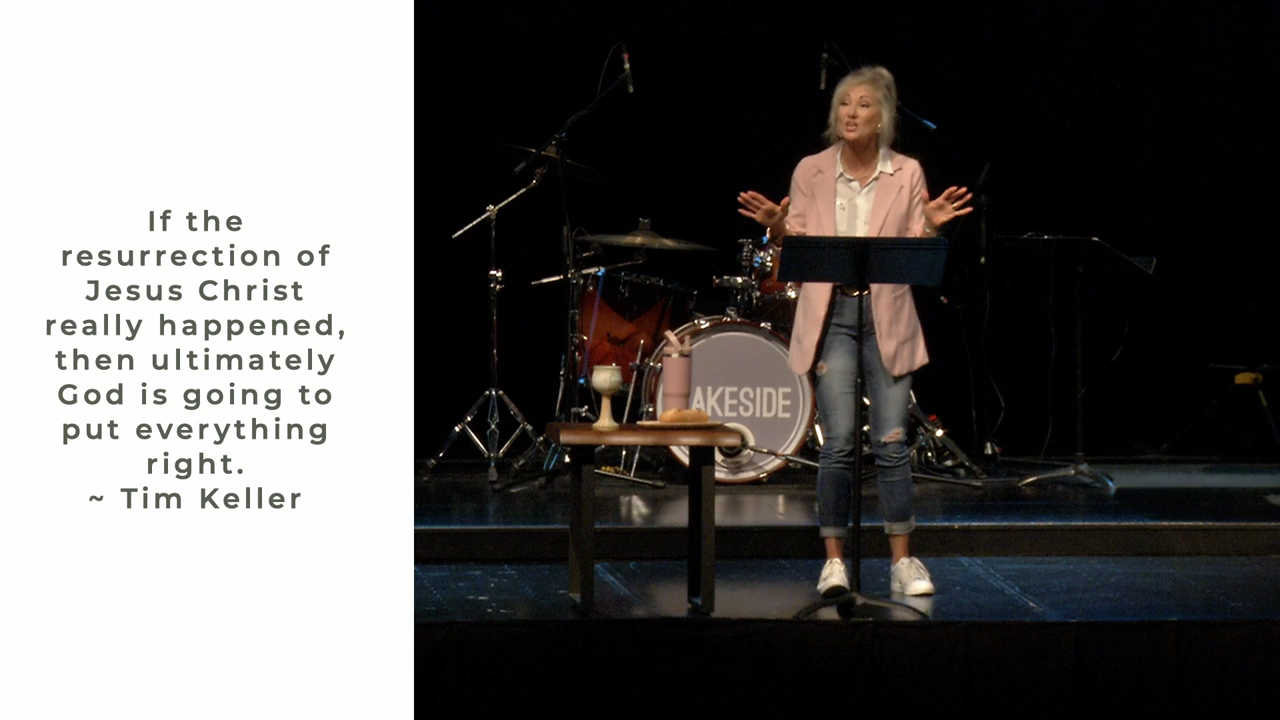 If the
resurrection of
Jesus Christ
really happened,
then ultimately
God is going to
put everything
right.
~ Tim Keller
AKESIDE